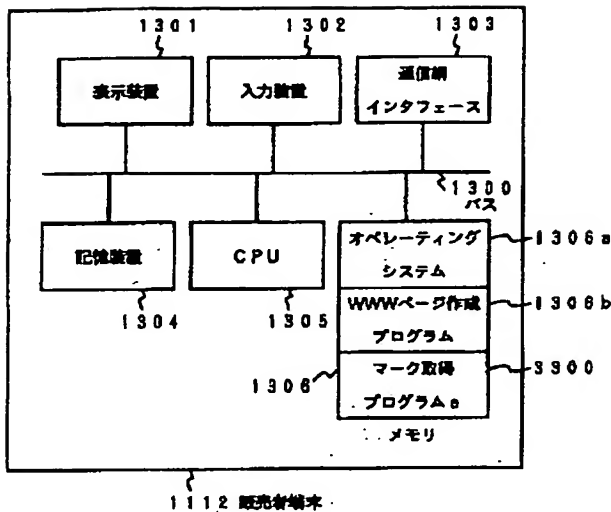 1301 1302 1303
表示装置 入力装置 通信網
インタフェース
1300
バス
記憶装置 CPU オペレーティング
システム
1306a
WWWページ作成
プログラム
1306b
マーク取得
プログラムa
3300
1304 1305 1306
メモリ
1112 販売者端末